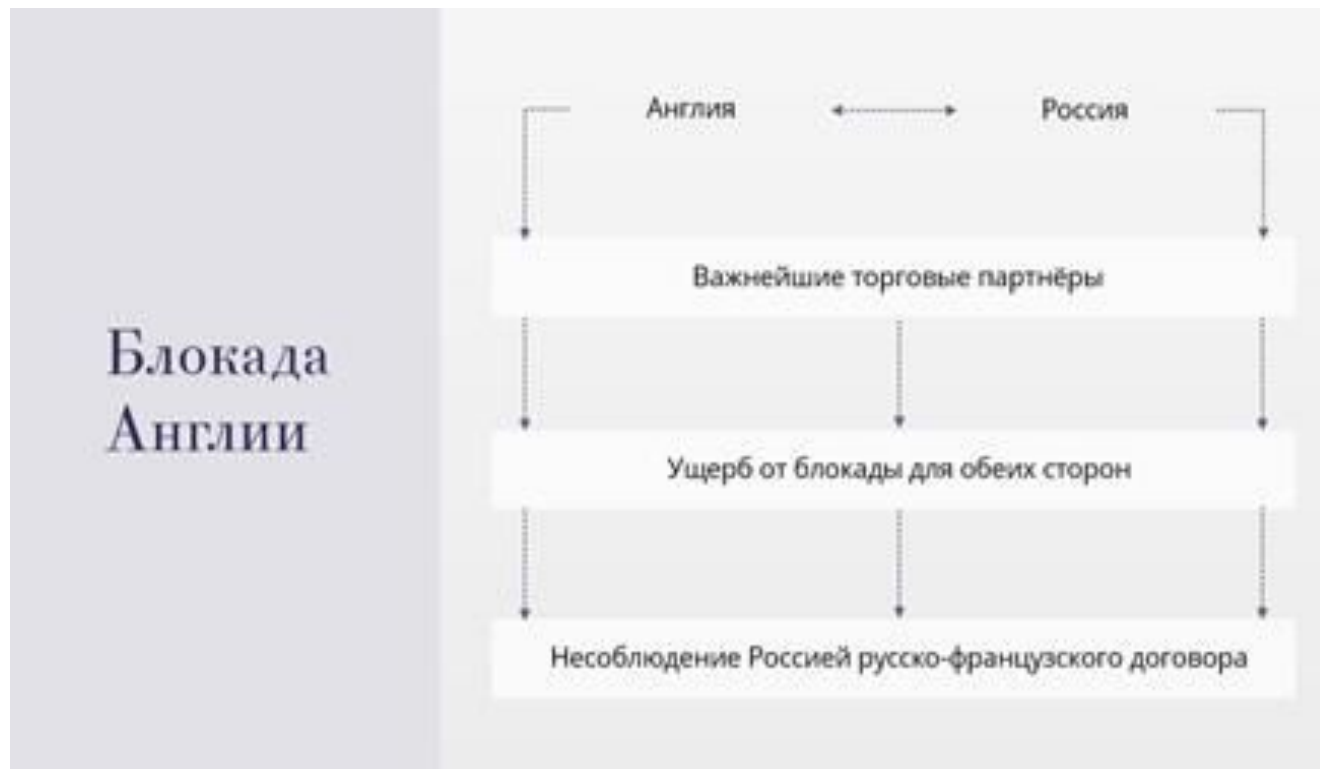 Блокада
Англии
Англия Россия
Важнейшие торговые партнёры
Ущерб от блокады для обеих сторон
Несоблюдение Россией русско-французского договора